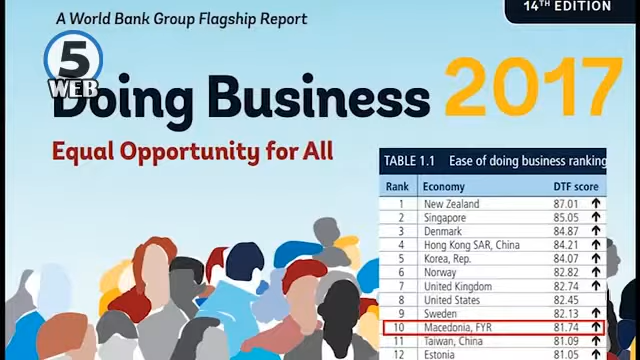 A World Bank Group Flagship Report
14TH EDITION
5
WEB
Doing Business 2017
Equal Opportunity for All
TABLE 1.1 Ease of doing business ranking
Rank Economy DTF score
1 New Zealand 87.01 ↑
2 Singapore 85.05 ↑
3 Denmark 84.87 ↑
4 Hong Kong SAR, China 84.21 ↑
5 Korea, Rep. 84.07 ↑
6 Norway 82.82 ↑
7 United Kingdom 82.74 ↑
8 United States 82.45
9 Sweden 82.13 ↑
10 Macedonia, FYR 81.74 ↑
11 Taiwan, China 81.09 ↑
12 Estonia 81.05 ↑